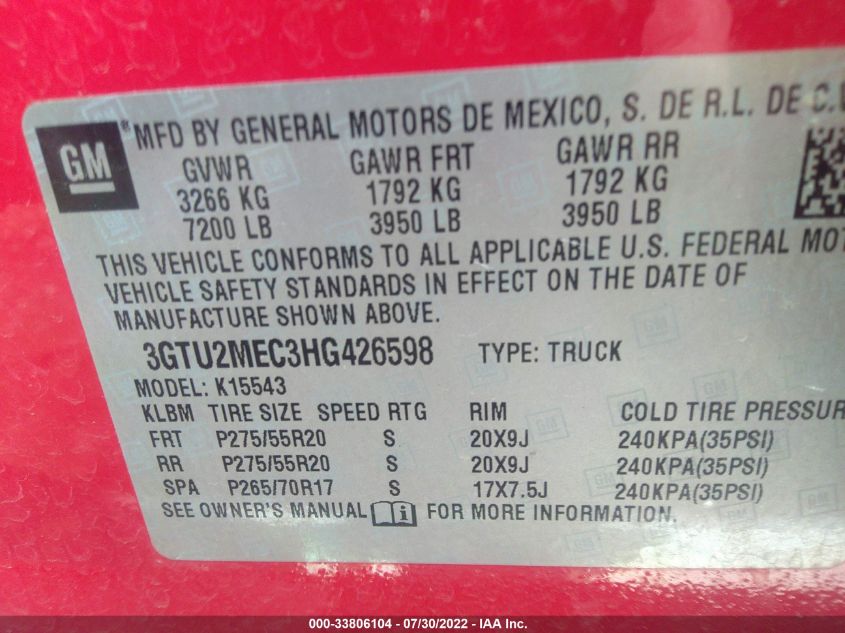 GM
® MFD BY GENERAL MOTORS DE MEXICO, S. DE R.L. DE C.V
GVWR GAWR FRT GAWR RR
3266 KG 1792 KG 1792 KG
7200 LB 3950 LB 3950 LB
THIS VEHICLE CONFORMS TO ALL APPLICABLE U.S. FEDERAL MOT
VEHICLE SAFETY STANDARDS IN EFFECT ON THE DATE OF
MANUFACTURE SHOWN ABOVE.
3GTU2MEC3HG426598 TYPE: TRUCK
MODEL: K15543
KLBM TIRE SIZE SPEED RTG RIM COLD TIRE PRESSUR
FRT P275/55R20 S 20X9J 240KPA(35PSI)
RR P275/55R20 S 20X9J 240KPA(35PSI)
SPA P265/70R17 S 17X7.5J 240KPA(35PSI)
SEE OWNER'S MANUAL FOR MORE INFORMATION.
000-33806104 / 07/30/2022 - IAA Inc.